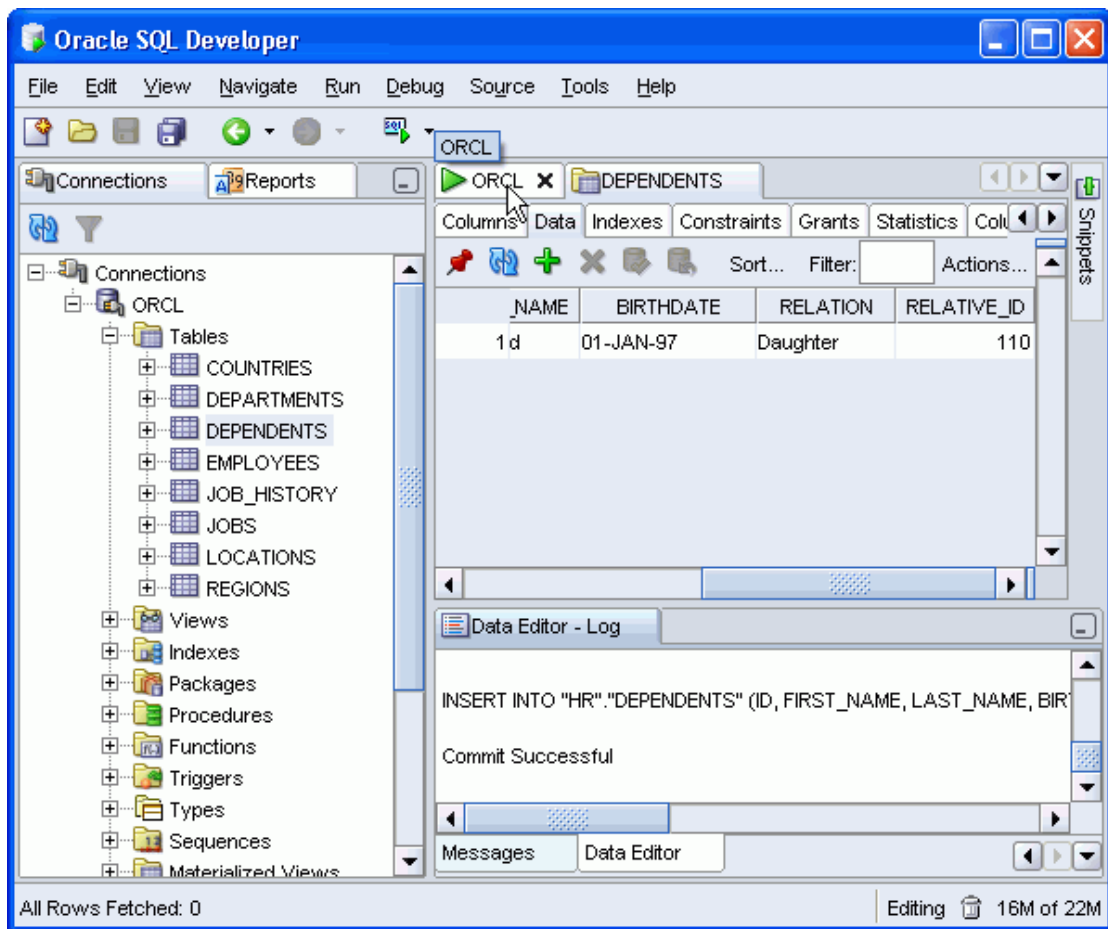 Oracle SQL Developer
File Edit View Navigate Run Debug Source Tools Help
SQL
ORCL
Connections Reports
ORCL DEPENDENTS
Snippets
Columns Data Indexes Constraints Grants Statistics Colu
Sort... Filter: Actions...
_NAME BIRTHDATE RELATION RELATIVE_ID
1 d 01-JAN-97 Daughter 110
Connections
ORCL
Tables
COUNTRIES
DEPARTMENTS
DEPENDENTS
EMPLOYEES
JOB_HISTORY
JOBS
LOCATIONS
REGIONS
Views
Indexes
Packages
Procedures
Functions
Triggers
Types
Sequences
Materialized Views
Data Editor - Log
INSERT INTO "HR"."DEPENDENTS" (ID, FIRST_NAME, LAST_NAME, BIR
Commit Successful
Messages Data Editor
All Rows Fetched: 0 Editing 16M of 22M